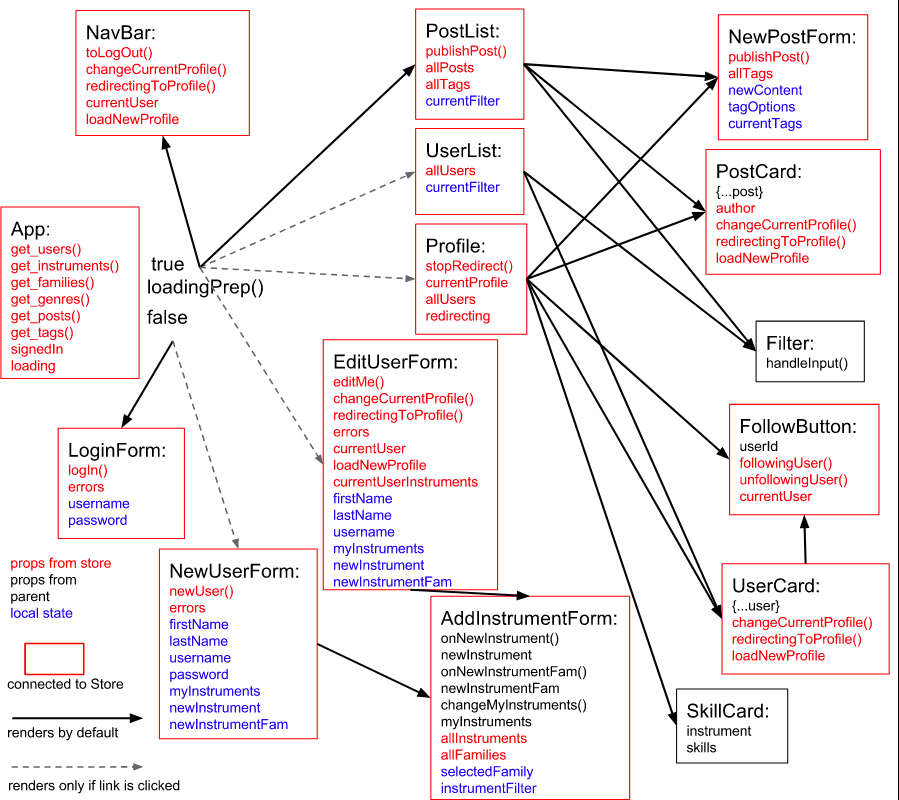 NavBar:
toLogOut()
changeCurrentProfile()
redirectingToProfile()
currentUser
loadNewProfile
PostList:
publishPost()
allPosts
allTags
currentFilter
NewPostForm:
publishPost()
allTags
newContent
tagOptions
currentTags
UserList:
allUsers
currentFilter
PostCard:
{...post}
author
changeCurrentProfile()
redirectingToProfile()
loadNewProfile
App:
get_users()
get_instruments()
get_families()
get_genres()
get_posts()
get_tags()
signedIn
loading
true
loadingPrep()
false
Profile:
stopRedirect()
currentProfile
allUsers
redirecting
Filter:
handleInput()
EditUserForm:
editMe()
changeCurrentProfile()
redirectingToProfile()
errors
currentUser
loadNewProfile
currentUserInstruments
firstName
lastName
username
myInstruments
newInstrument
newInstrumentFam
FollowButton:
userId
followingUser()
unfollowingUser()
currentUser
LoginForm:
logIn()
errors
username
password
NewUserForm:
newUser()
errors
firstName
lastName
username
password
myInstruments
newInstrument
newInstrumentFam
UserCard:
{...user}
changeCurrentProfile()
redirectingToProfile()
loadNewProfile
AddInstrumentForm:
onNewInstrument()
newInstrument
onNewInstrumentFam()
newInstrumentFam
changeMyInstruments()
myInstruments
allInstruments
allFamilies
selectedFamily
instrumentFilter
SkillCard:
instrument
skills
props from store
props from
parent
local state
connected to Store
renders by default
renders only if link is clicked